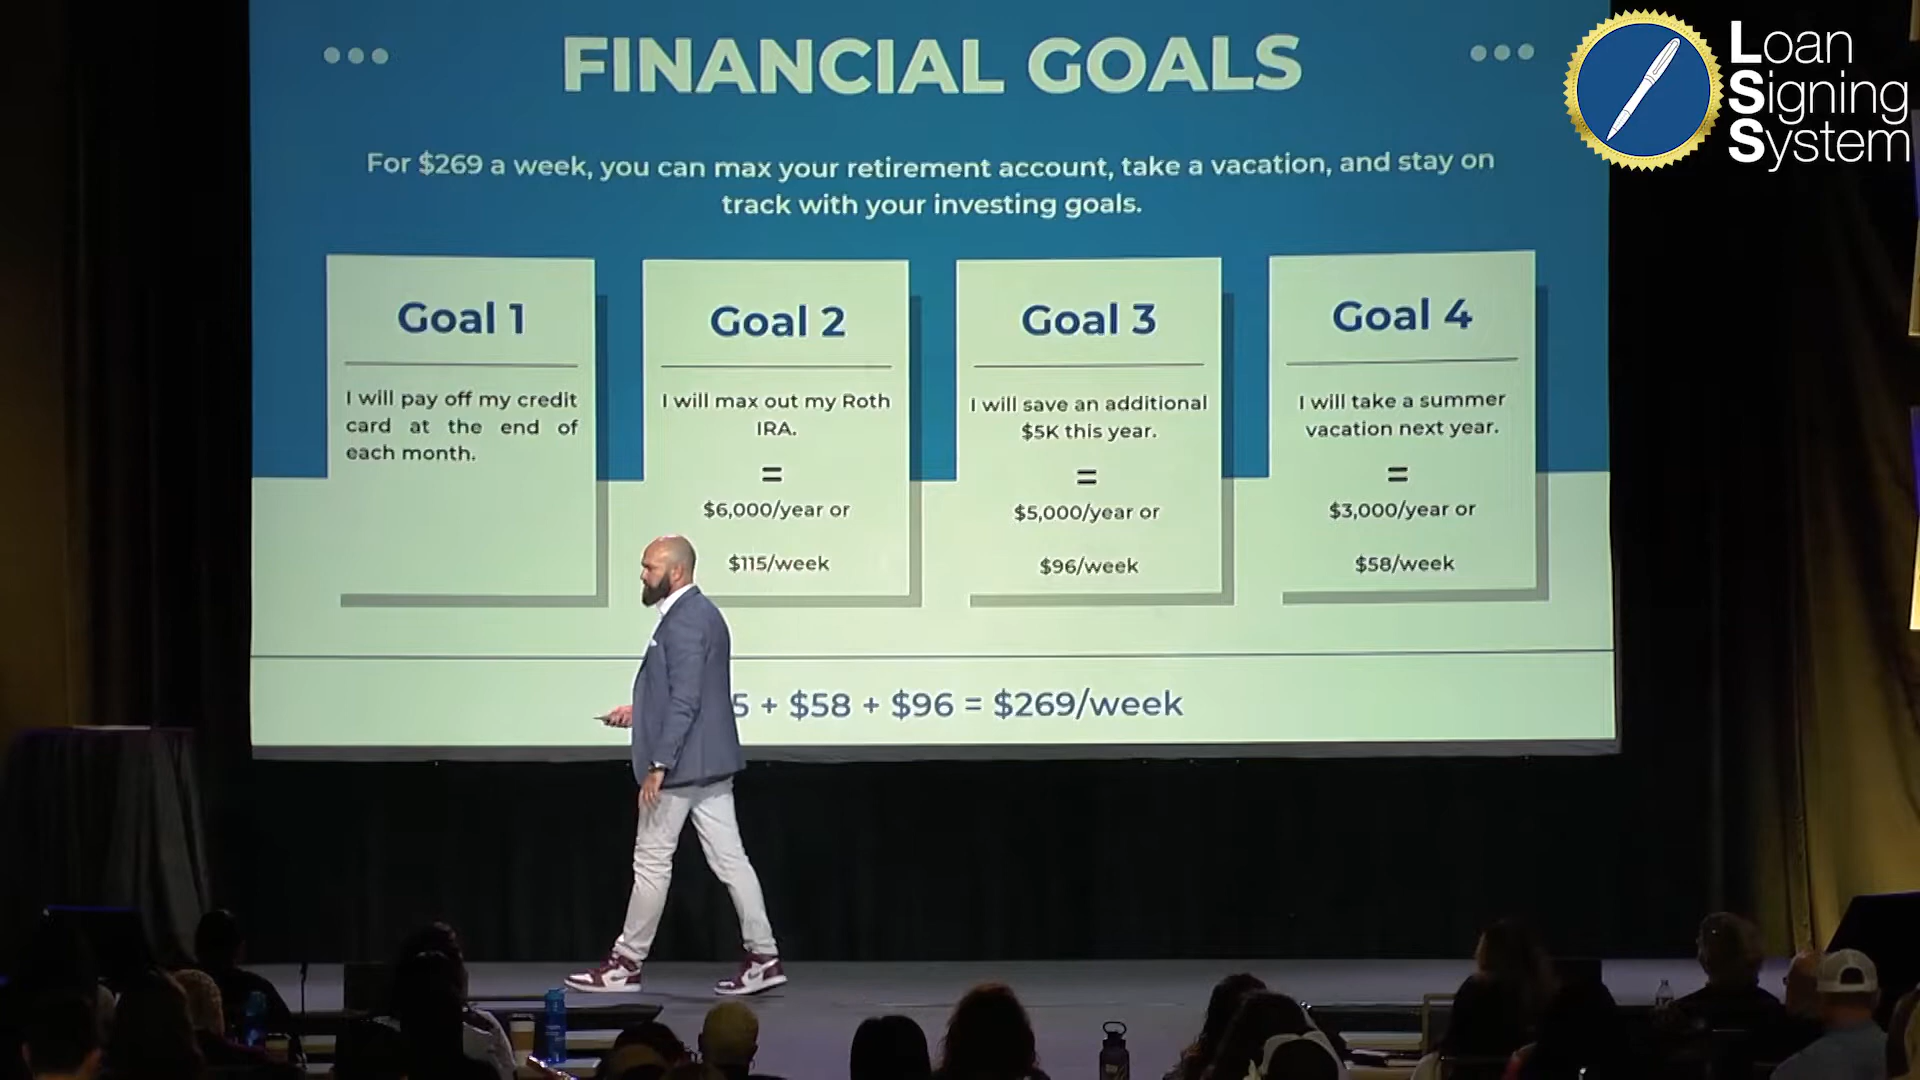 FINANCIAL GOALS
Loan
Signing
System
For $269 a week, you can max your retirement account, take a vacation, and stay on
track with your investing goals.
Goal 1
I will pay off my credit
card at the end of
each month.
Goal 2
I will max out my Roth
IRA.
=
$6,000/year or
$115/week
Goal 3
I will save an additional
$5K this year.
=
$5,000/year or
$96/week
Goal 4
I will take a summer
vacation next year.
=
$3,000/year or
$58/week
5 + $58 + $96 = $269/week